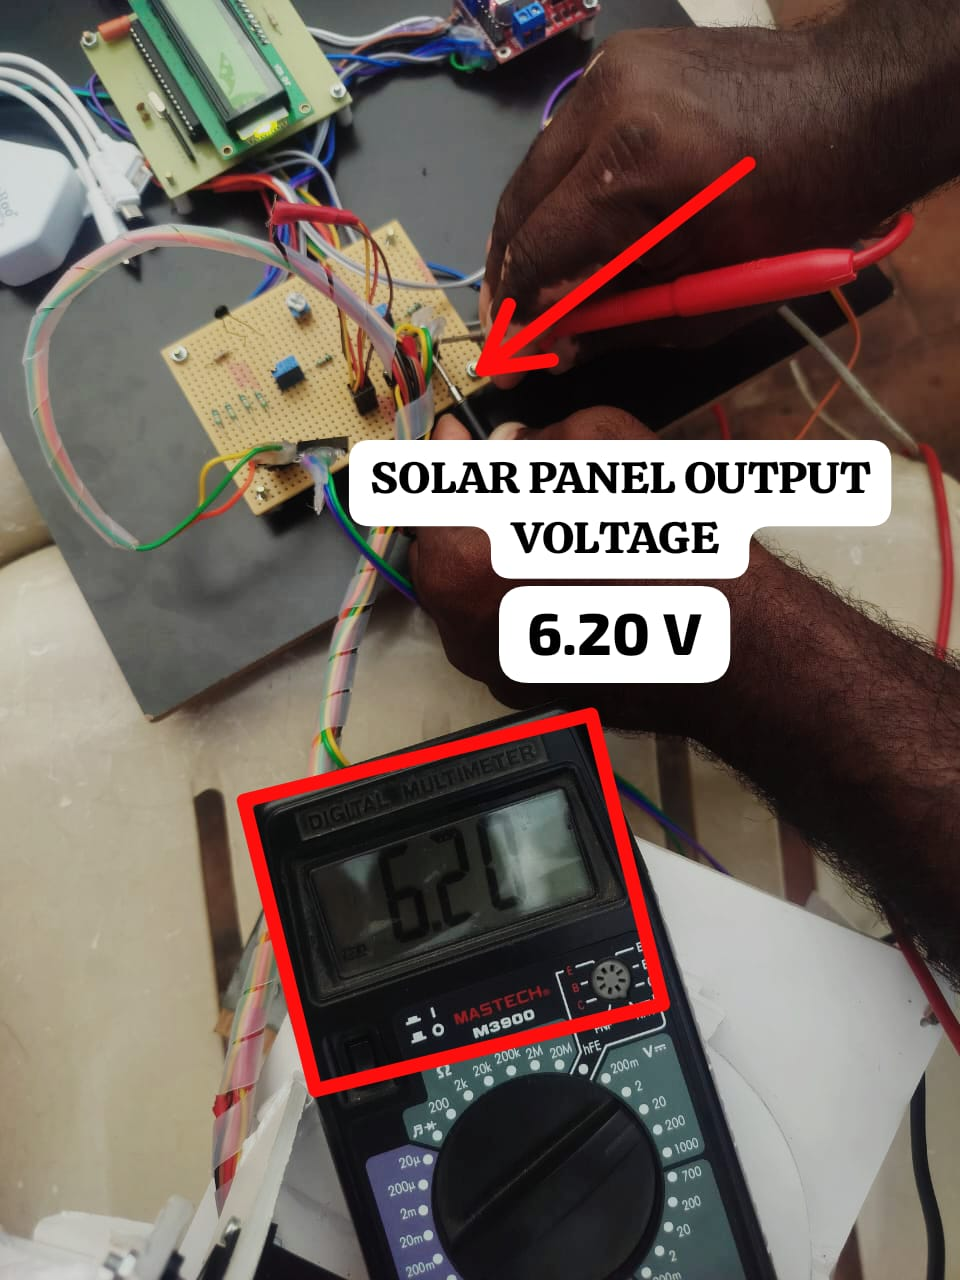 SOLAR PANEL OUTPUT
VOLTAGE
6.20 V
DIGITAL MULTIMETER
6.20
MASTECH®
M3900
I
O
E
B
C
hFE
Ω
200
2k
20k
200k
2M
20M
V
200m
2
20
200
1000
700
200
20
2
200m
20μ
200μ
2m
20m
200m